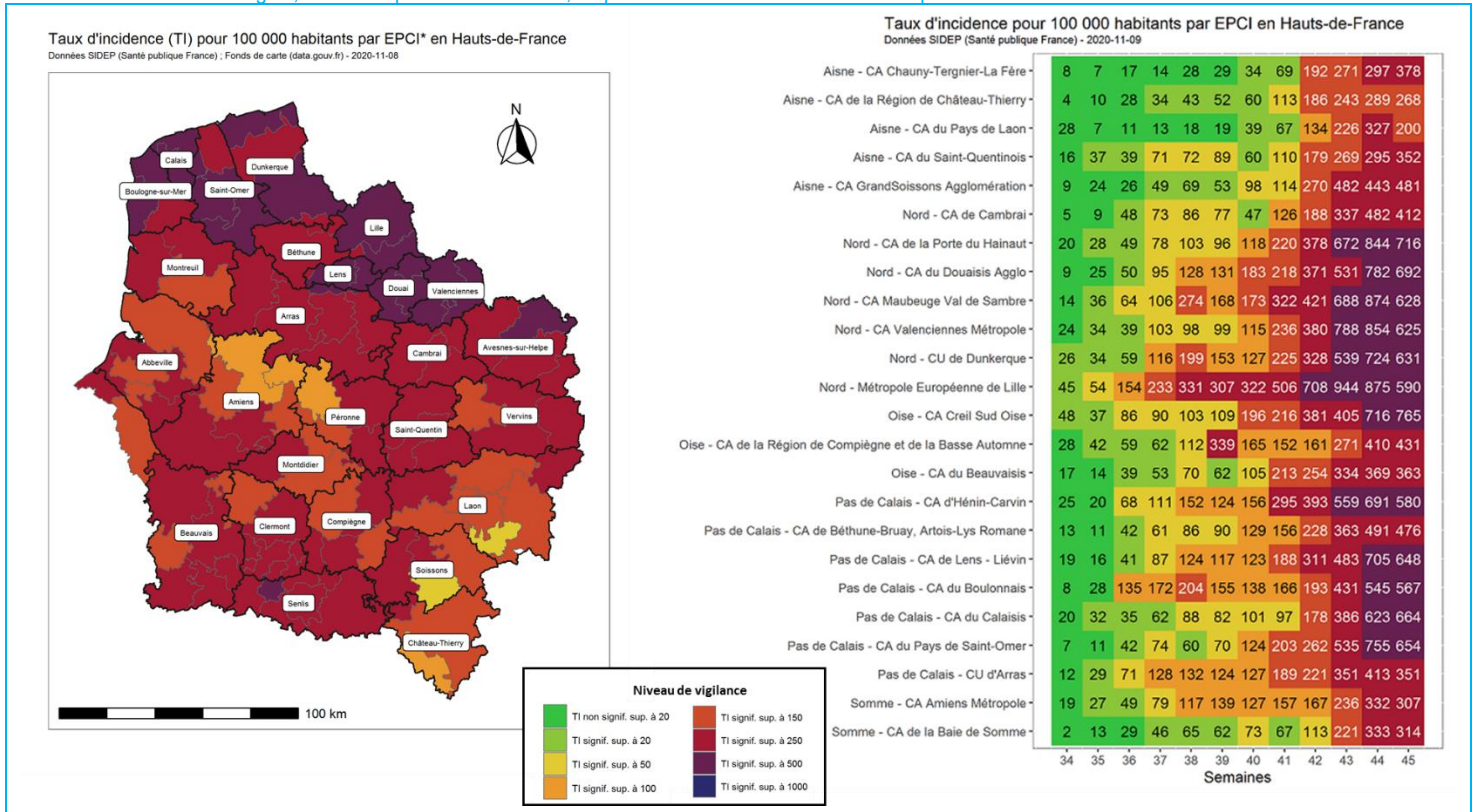 Taux d'incidence (TI) pour 100 000 habitants par EPCI* en Hauts-de-France
Données SIDEP (Santé publique France) ; Fonds de carte (data.gouv.fr) - 2020-11-08
N
Calais
Dunkerque
Boulogne-sur-Mer
Saint-Omer
Lille
Béthune
Montreuil
Lens
Douai
Valenciennes
Arras
Cambrai
Avesnes-sur-Helpe
Abbeville
Amiens
Péronne
Saint-Quentin
Vervins
Montdidier
Laon
Beauvais
Clermont
Compiègne
Soissons
Senlis
Château-Thierry
100 km
Niveau de vigilance
TI non signif. sup. à 20
TI signif. sup. à 20
TI signif. sup. à 50
TI signif. sup. à 100
TI signif. sup. à 150
TI signif. sup. à 250
TI signif. sup. à 500
TI signif. sup. à 1000
Taux d'incidence pour 100 000 habitants par EPCI en Hauts-de-France
Données SIDEP (Santé publique France) - 2020-11-09
Aisne - CA Chauny-Tergnier-La Fère 8 7 17 14 28 29 34 69 192 271 297 378
Aisne - CA de la Région de Château-Thierry 4 10 28 34 43 52 60 113 186 243 289 268
Aisne - CA du Pays de Laon 28 7 11 13 18 19 39 67 134 226 327 200
Aisne - CA du Saint-Quentinois 16 37 39 71 72 89 60 110 179 269 295 352
Aisne - CA GrandSoissons Agglomération 9 24 26 49 69 53 98 114 270 482 443 481
Nord - CA de Cambrai 5 9 48 73 86 77 47 126 188 337 482 412
Nord - CA de la Porte du Hainaut 20 28 49 78 103 96 118 220 378 672 844 716
Nord - CA du Douaisis Agglo 9 25 50 95 128 131 183 218 371 531 782 692
Nord - CA Maubeuge Val de Sambre 14 36 64 106 274 168 173 322 421 688 874 628
Nord - CA Valenciennes Métropole 24 34 39 103 98 99 115 236 380 788 854 625
Nord - CU de Dunkerque 26 34 59 116 199 153 127 225 328 539 724 631
Nord - Métropole Européenne de Lille 45 54 154 233 331 307 322 506 708 944 875 590
Oise - CA Creil Sud Oise 48 37 86 90 103 109 196 216 381 405 716 765
Oise - CA de la Région de Compiègne et de la Basse Automne 28 42 59 62 112 339 165 152 161 271 410 431
Oise - CA du Beauvaisis 17 14 39 53 70 62 105 213 254 334 369 363
Pas de Calais - CA d'Hénin-Carvin 25 20 68 111 152 124 156 295 393 559 691 580
Pas de Calais - CA de Béthune-Bruay, Artois-Lys Romane 13 11 42 61 86 90 129 156 228 363 491 476
Pas de Calais - CA de Lens - Liévin 19 16 41 87 124 117 123 188 311 483 705 648
Pas de Calais - CA du Boulonnais 8 28 135 172 204 155 138 166 193 431 545 567
Pas de Calais - CA du Calaisis 20 32 35 62 88 82 101 97 178 386 623 664
Pas de Calais - CA du Pays de Saint-Omer 7 11 42 74 60 70 124 203 262 535 755 654
Pas de Calais - CU d'Arras 12 29 71 128 132 124 127 189 221 351 413 351
Somme - CA Amiens Métropole 19 27 49 79 117 139 127 157 167 236 332 307
Somme - CA de la Baie de Somme 2 13 29 46 65 62 73 67 113 221 333 314
34 35 36 37 38 39 40 41 42 43 44 45
Semaines